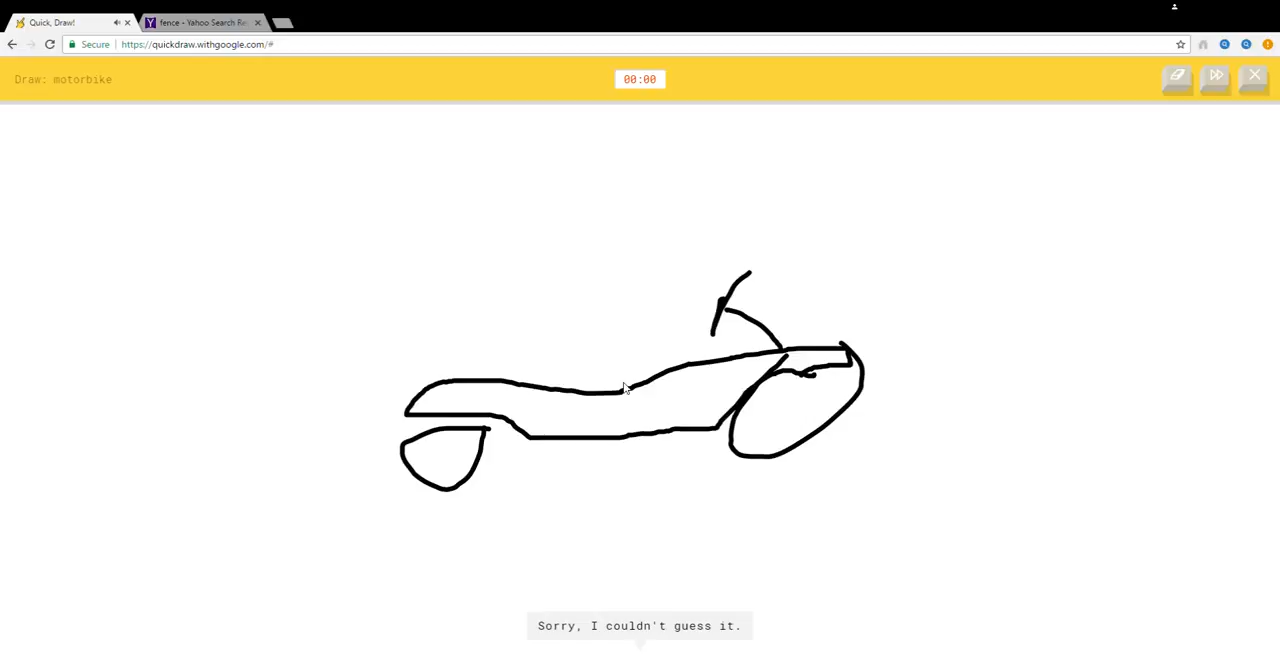 Quick, Draw!
fence - Yahoo Search Re
Secure
https://quickdraw.withgoogle.com/#
Draw: motorbike
00:00
Sorry, I couldn't guess it.